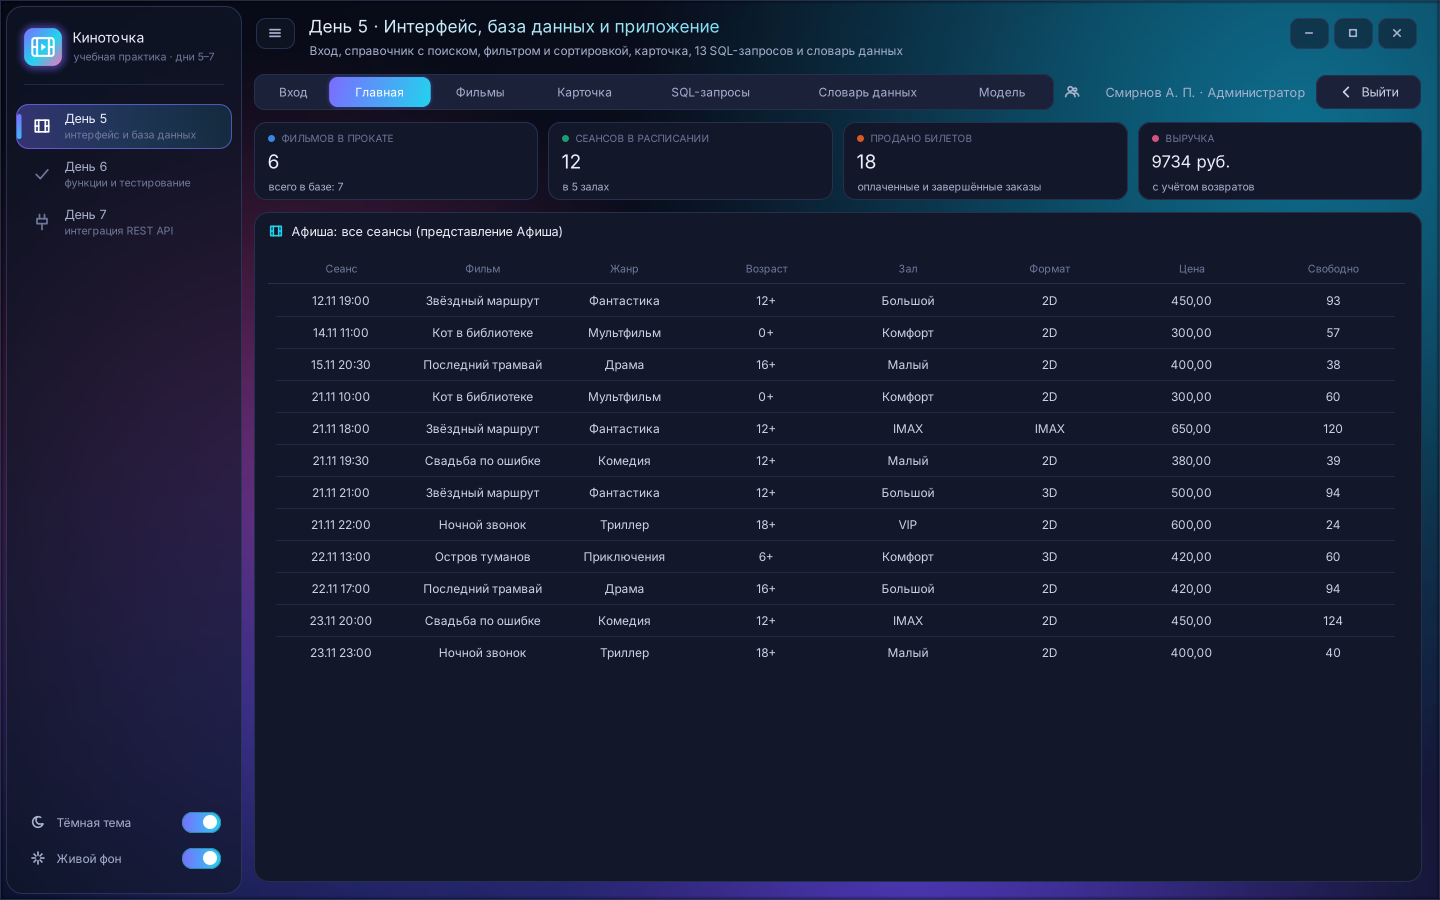 Киноточка
учебная практика · дни 5–7
День 5
интерфейс и база данных
День 6
функции и тестирование
День 7
интеграция REST API
Тёмная тема
Живой фон
День 5 · Интерфейс, база данных и приложение
Вход, справочник с поиском, фильтром и сортировкой, карточка, 13 SQL-запросов и словарь данных
Вход Главная Фильмы Карточка SQL-запросы Словарь данных Модель
Смирнов А. П. · Администратор
Выйти
ФИЛЬМОВ В ПРОКАТЕ
6
всего в базе: 7
СЕАНСОВ В РАСПИСАНИИ
12
в 5 залах
ПРОДАНО БИЛЕТОВ
18
оплаченные и завершённые заказы
ВЫРУЧКА
9734 руб.
с учётом возвратов
Афиша: все сеансы (представление Афиша)
Сеанс Фильм Жанр Возраст Зал Формат Цена Свободно
12.11 19:00 Звёздный маршрут Фантастика 12+ Большой 2D 450,00 93
14.11 11:00 Кот в библиотеке Мультфильм 0+ Комфорт 2D 300,00 57
15.11 20:30 Последний трамвай Драма 16+ Малый 2D 400,00 38
21.11 10:00 Кот в библиотеке Мультфильм 0+ Комфорт 2D 300,00 60
21.11 18:00 Звёздный маршрут Фантастика 12+ IMAX IMAX 650,00 120
21.11 19:30 Свадьба по ошибке Комедия 12+ Малый 2D 380,00 39
21.11 21:00 Звёздный маршрут Фантастика 12+ Большой 3D 500,00 94
21.11 22:00 Ночной звонок Триллер 18+ VIP 2D 600,00 24
22.11 13:00 Остров туманов Приключения 6+ Комфорт 3D 420,00 60
22.11 17:00 Последний трамвай Драма 16+ Большой 2D 420,00 94
23.11 20:00 Свадьба по ошибке Комедия 12+ IMAX 2D 450,00 124
23.11 23:00 Ночной звонок Триллер 18+ Малый 2D 400,00 40